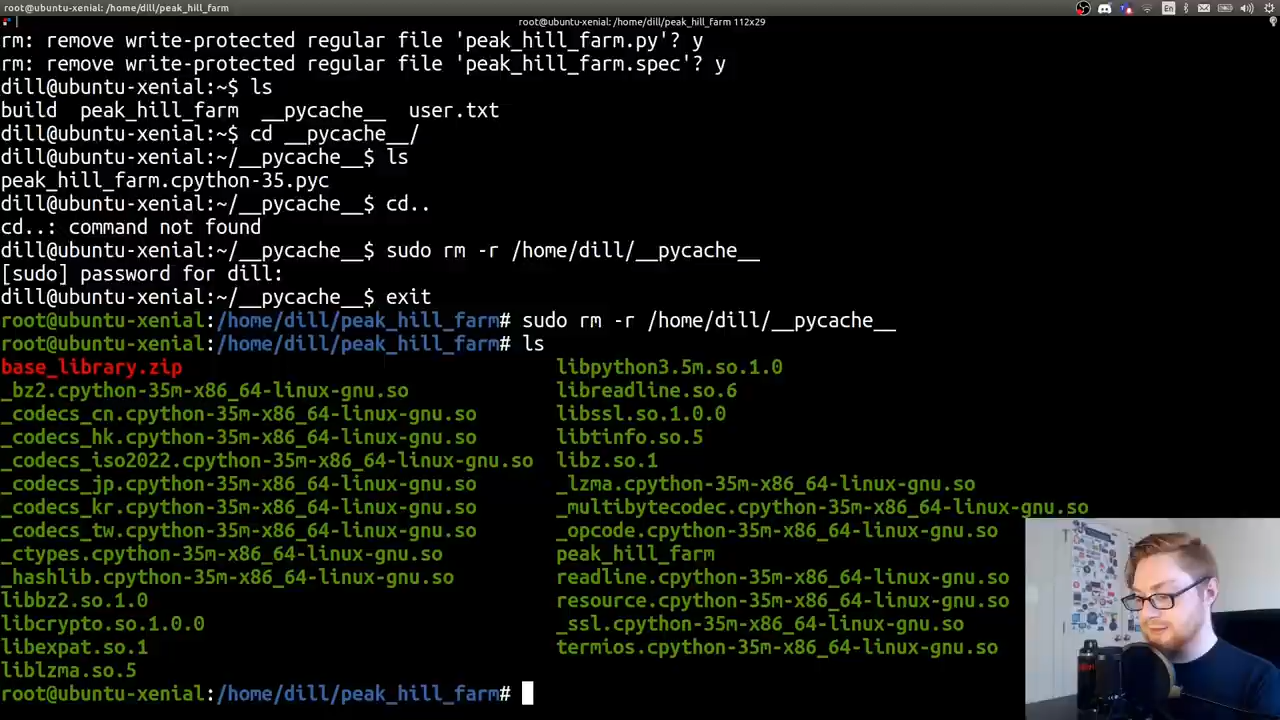 root@ubuntu-xenial: /home/dill/peak_hill_farm
En
root@ubuntu-xenial: /home/dill/peak_hill_farm 112x29
rm: remove write-protected regular file 'peak_hill_farm.py'? y
rm: remove write-protected regular file 'peak_hill_farm.spec'? y
dill@ubuntu-xenial:~$ ls
build  peak_hill_farm  __pycache__  user.txt
dill@ubuntu-xenial:~$ cd __pycache__/
dill@ubuntu-xenial:~/__pycache__$ ls
peak_hill_farm.cpython-35.pyc
dill@ubuntu-xenial:~/__pycache__$ cd..
cd..: command not found
dill@ubuntu-xenial:~/__pycache__$ sudo rm -r /home/dill/__pycache__
[sudo] password for dill:
dill@ubuntu-xenial:~/__pycache__$ exit
root@ubuntu-xenial:/home/dill/peak_hill_farm# sudo rm -r /home/dill/__pycache__
root@ubuntu-xenial:/home/dill/peak_hill_farm# ls
base_library.zip  libpython3.5m.so.1.0
_bz2.cpython-35m-x86_64-linux-gnu.so  libreadline.so.6
_codecs_cn.cpython-35m-x86_64-linux-gnu.so  libssl.so.1.0.0
_codecs_hk.cpython-35m-x86_64-linux-gnu.so  libtinfo.so.5
_codecs_iso2022.cpython-35m-x86_64-linux-gnu.so  libz.so.1
_codecs_jp.cpython-35m-x86_64-linux-gnu.so  _lzma.cpython-35m-x86_64-linux-gnu.so
_codecs_kr.cpython-35m-x86_64-linux-gnu.so  _multibytecodec.cpython-35m-x86_64-linux-gnu.so
_codecs_tw.cpython-35m-x86_64-linux-gnu.so  _opcode.cpython-35m-x86_64-linux-gnu.so
_ctypes.cpython-35m-x86_64-linux-gnu.so  peak_hill_farm
_hashlib.cpython-35m-x86_64-linux-gnu.so  readline.cpython-35m-x86_64-linux-gnu.so
libbz2.so.1.0  resource.cpython-35m-x86_64-linux-gnu.so
libcrypto.so.1.0.0  _ssl.cpython-35m-x86_64-linux-gnu.so
libexpat.so.1  termios.cpython-35m-x86_64-linux-gnu.so
liblzma.so.5
root@ubuntu-xenial:/home/dill/peak_hill_farm#